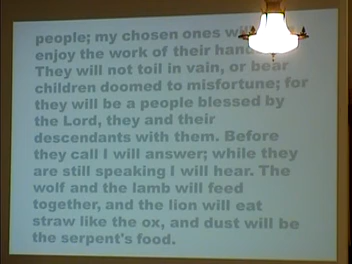 people; my chosen ones will
enjoy the work of their hands.
They will not toil in vain, or bear
children doomed to misfortune; for
they will be a people blessed by
the Lord, they and their
descendants with them. Before
they call I will answer; while they
are still speaking I will hear. The
wolf and the lamb will feed
together, and the lion will eat
straw like the ox, and dust will be
the serpent's food.